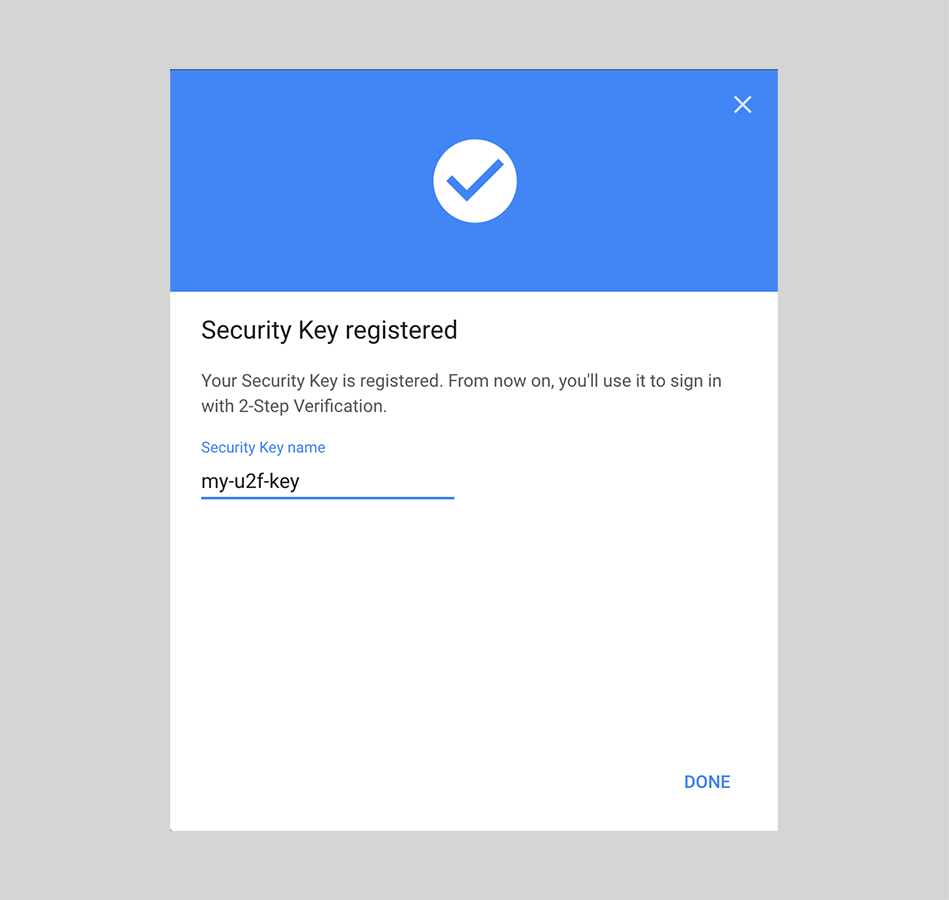 Security Key registered
Your Security Key is registered. From now on, you'll use it to sign in
with 2-Step Verification.
Security Key name
my-u2f-key
DONE